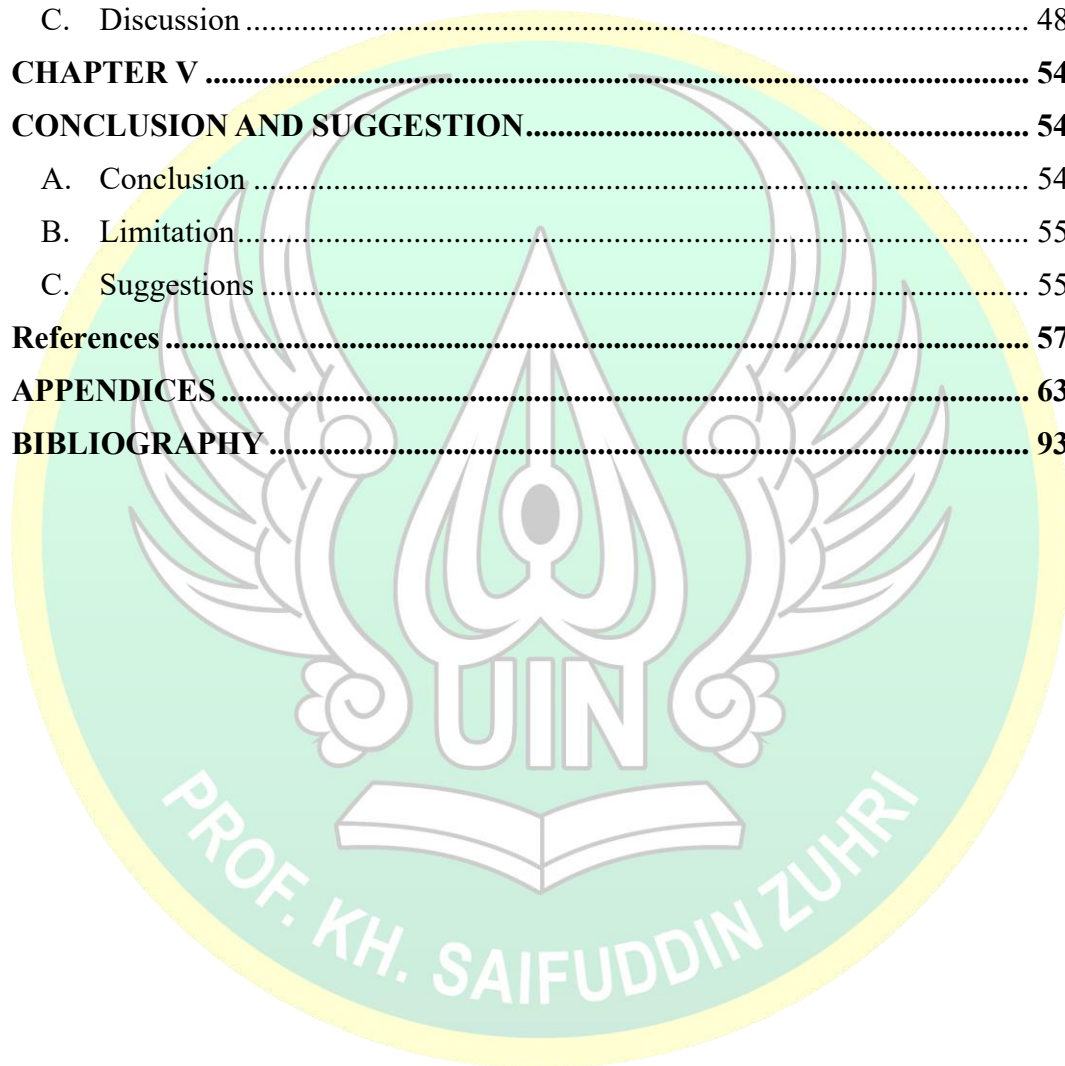 C. Discussion ........................................................................................................ 48
CHAPTER V ............................................................................................................ 54
CONCLUSION AND SUGGESTION.................................................................... 54
A. Conclusion ....................................................................................................... 54
B. Limitation......................................................................................................... 55
C. Suggestions ...................................................................................................... 55
References ................................................................................................................. 57
APPENDICES .......................................................................................................... 63
BIBLIOGRAPHY..................................................................................................... 93
UIN
PROF. KH. SAIFUDDIN ZUHRI